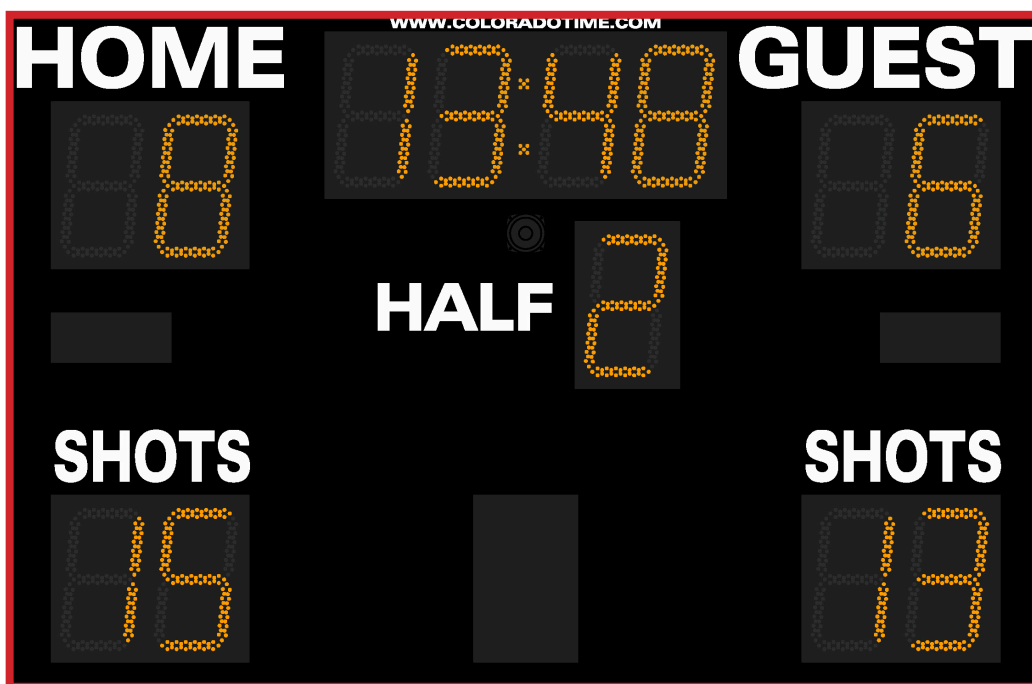 WWW.COLORADOTIME.COM
HOME 13:48 GUEST
8 6
HALF 2
SHOTS SHOTS
15 13